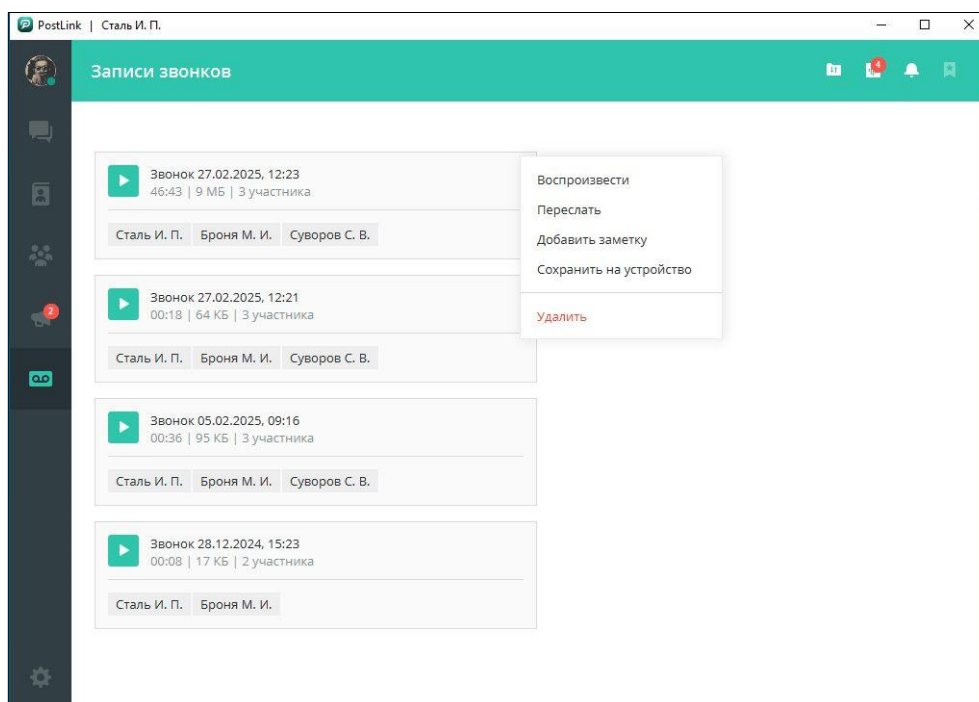 PostLink | Сталь И. П.
Записи звонков
4
2
Звонок 27.02.2025, 12:23
46:43 | 9 МБ | 3 участника
Сталь И. П. Броня М. И. Суворов С. В.
Звонок 27.02.2025, 12:21
00:18 | 64 КБ | 3 участника
Сталь И. П. Броня М. И. Суворов С. В.
Звонок 05.02.2025, 09:16
00:36 | 95 КБ | 3 участника
Сталь И. П. Броня М. И. Суворов С. В.
Звонок 28.12.2024, 15:23
00:08 | 17 КБ | 2 участника
Сталь И. П. Броня М. И.
Воспроизвести
Переслать
Добавить заметку
Сохранить на устройство
Удалить